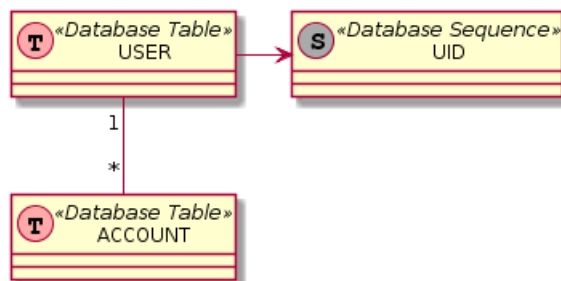 T «Database Table»
USER
S «Database Sequence»
UID
1
*
T «Database Table»
ACCOUNT